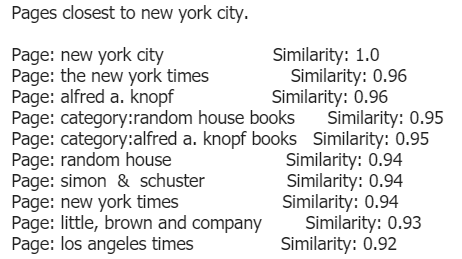 Pages closest to new york city.
Page: new york city Similarity: 1.0
Page: the new york times Similarity: 0.96
Page: alfred a. knopf Similarity: 0.96
Page: category:random house books Similarity: 0.95
Page: category:alfred a. knopf books Similarity: 0.95
Page: random house Similarity: 0.94
Page: simon & schuster Similarity: 0.94
Page: new york times Similarity: 0.94
Page: little, brown and company Similarity: 0.93
Page: los angeles times Similarity: 0.92